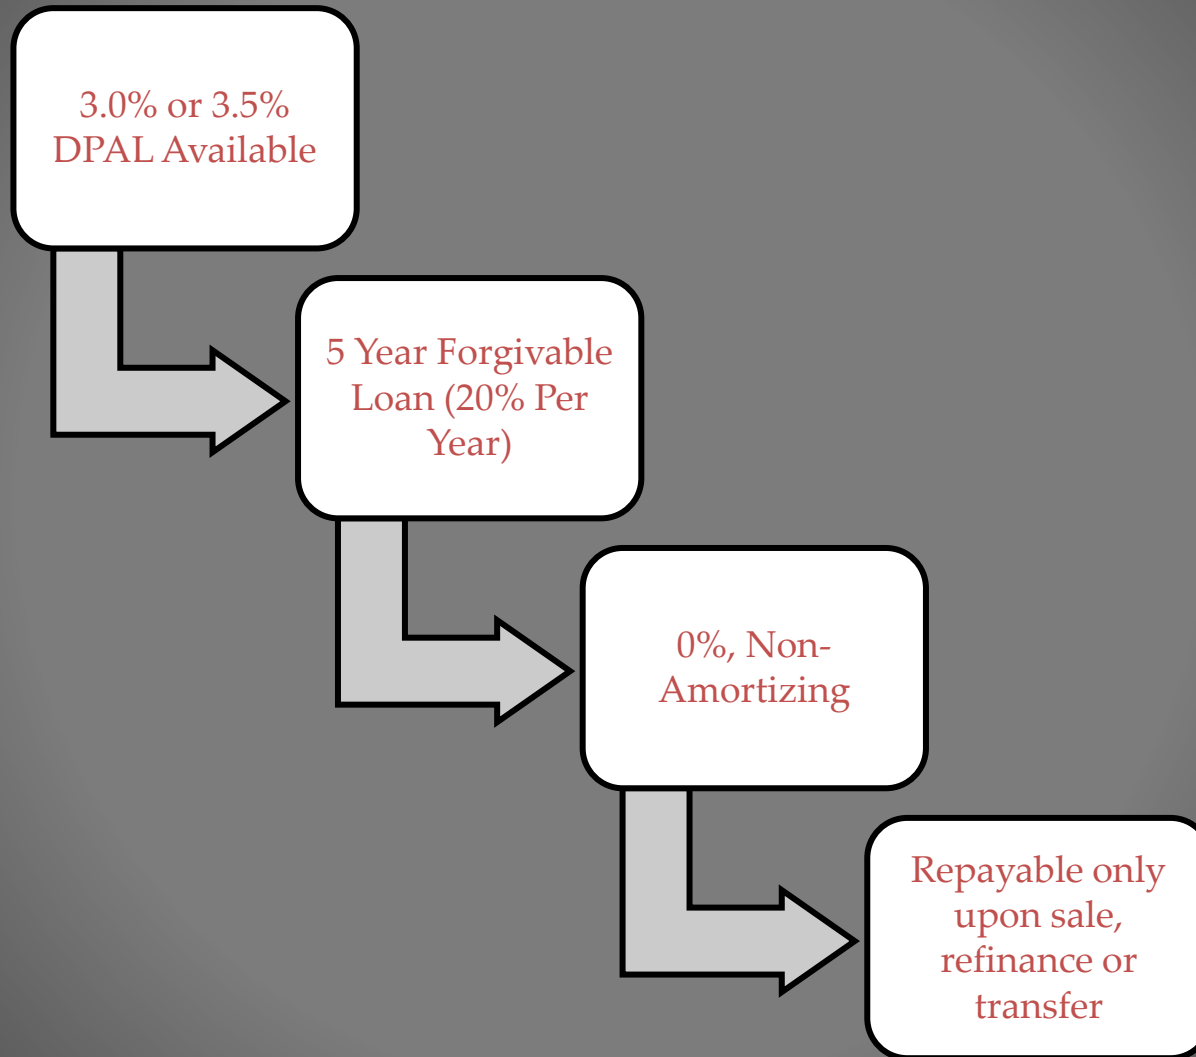 3.0% or 3.5%
DPAL Available
5 Year Forgivable
Loan (20% Per
Year)
0%, Non-
Amortizing
Repayable only
upon sale,
refinance or
transfer